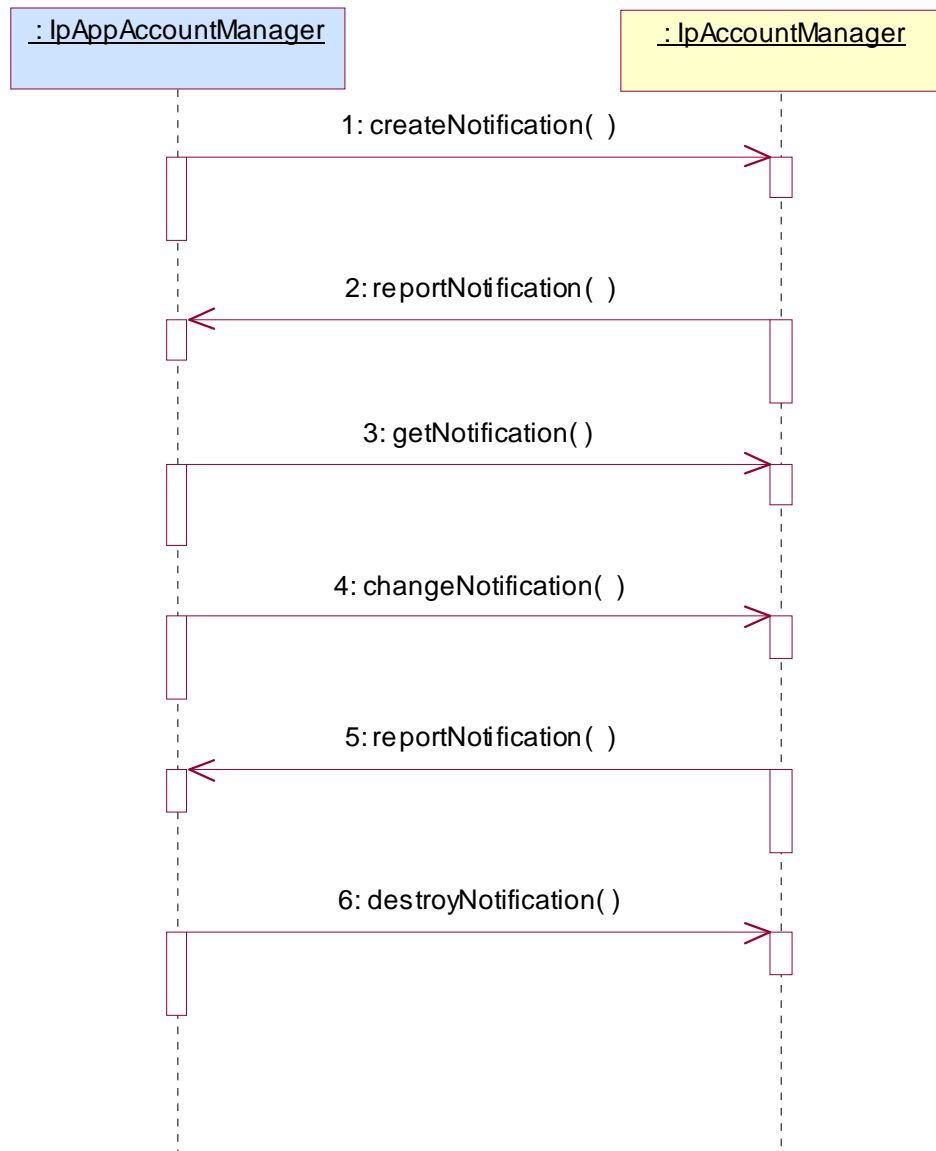 : IpAppAccountManager
: IpAccountManager
1: createNotification( )
2: reportNotification( )
3: getNotification( )
4: changeNotification( )
5: reportNotification( )
6: destroyNotification( )